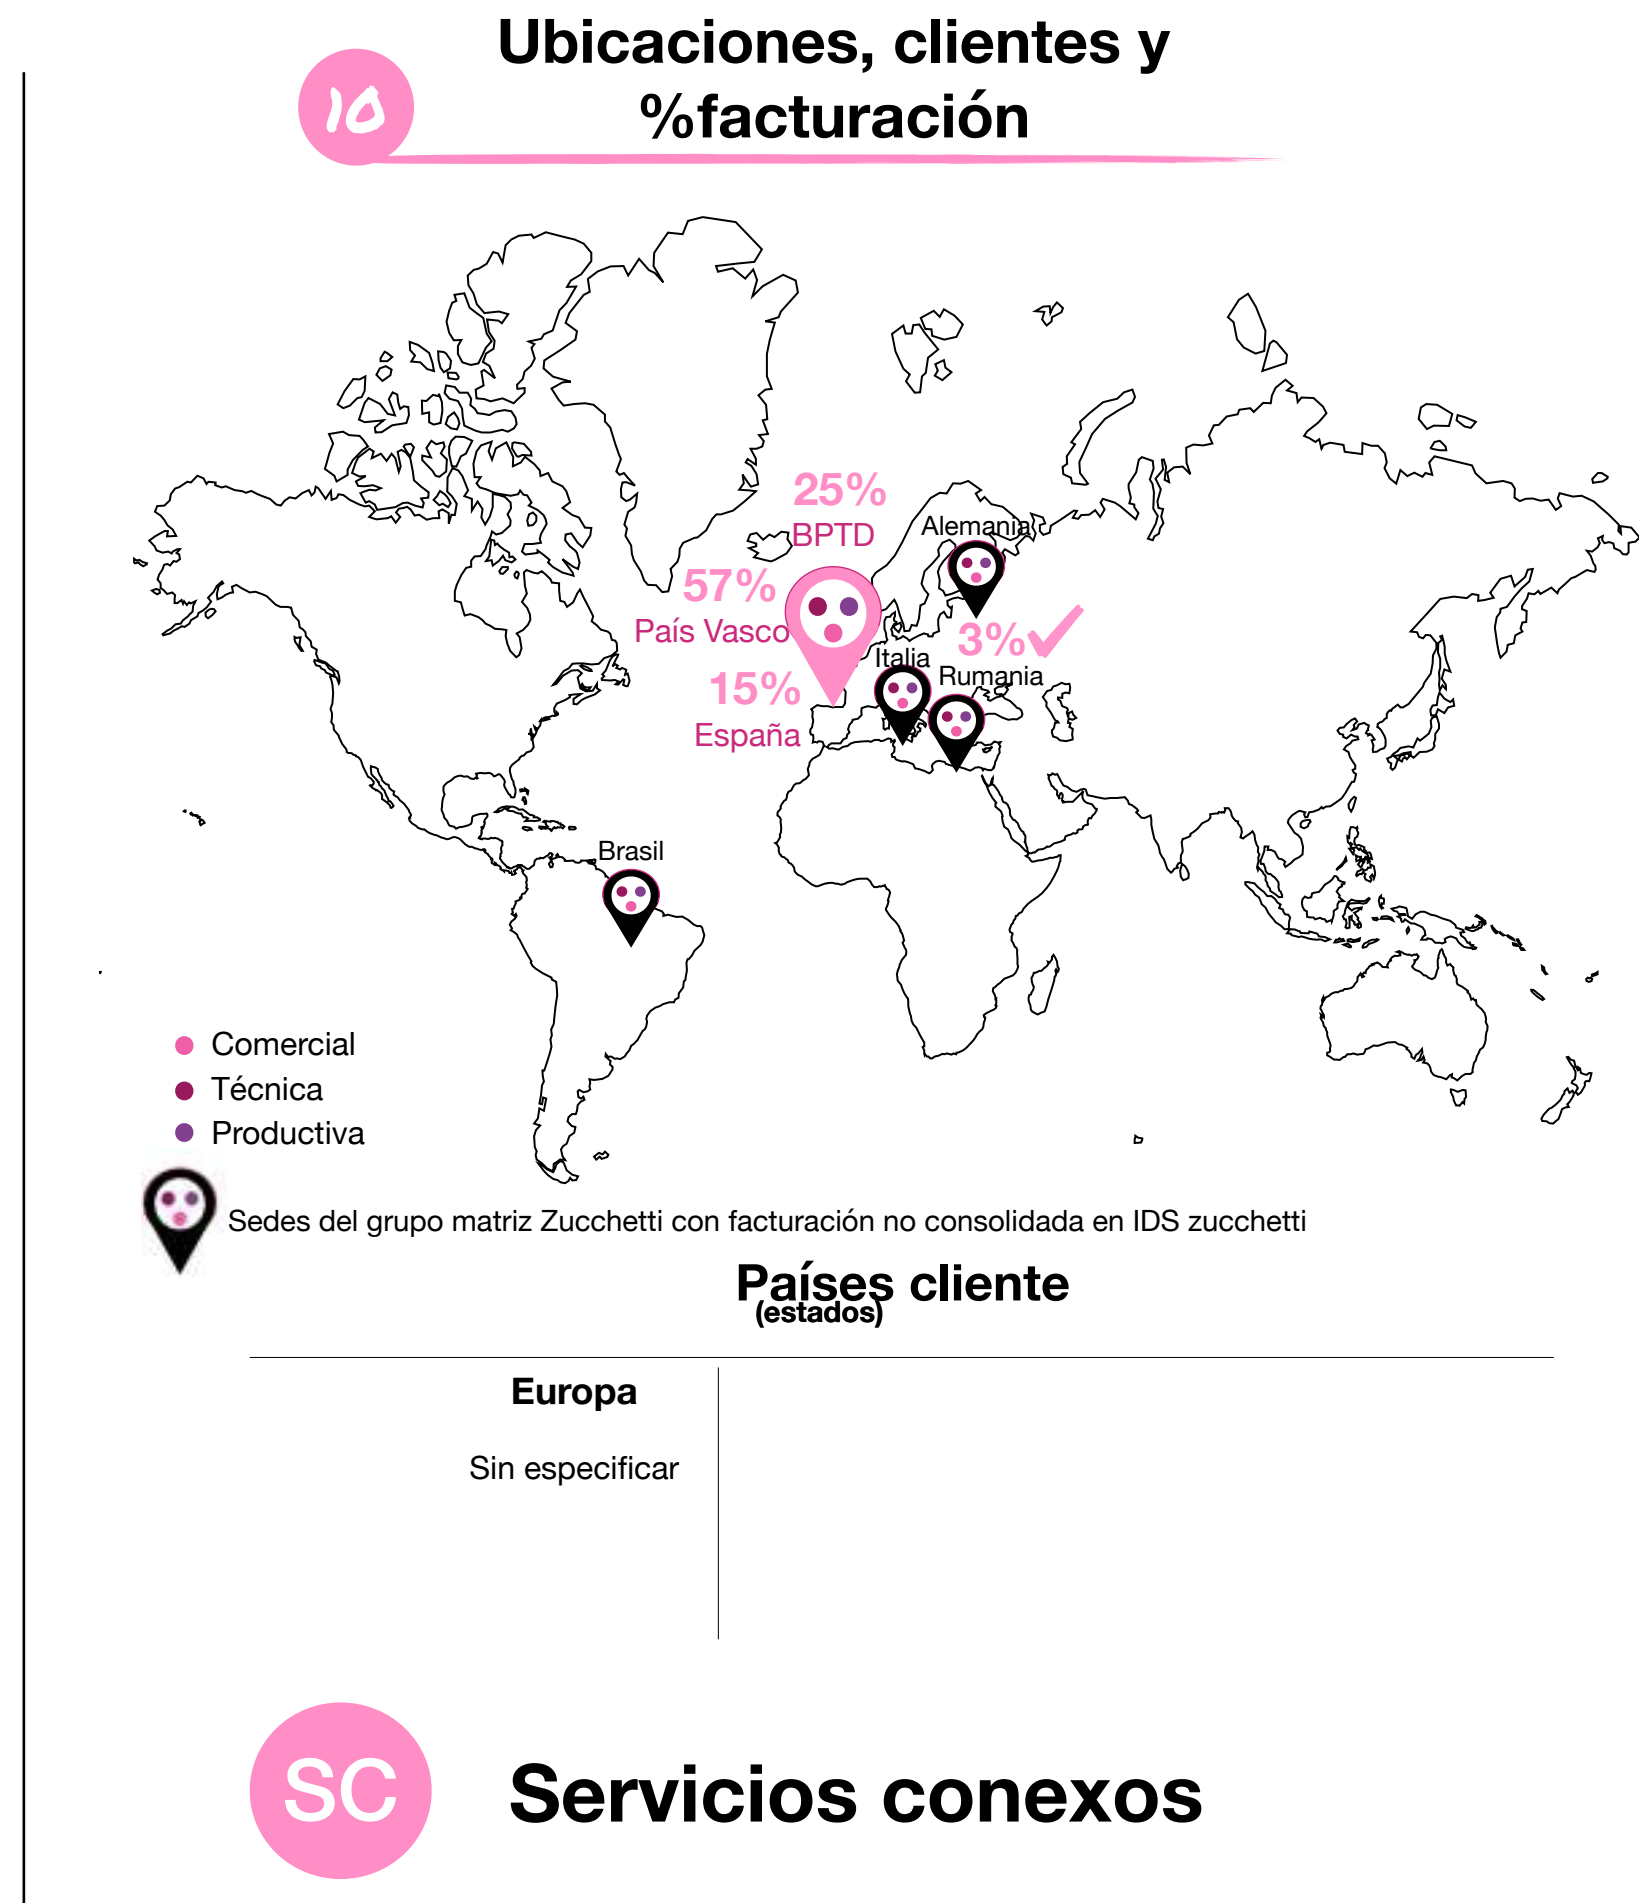 10
Ubicaciones, clientes y
%facturación
25%
BPTD
Alemania
57%
País Vasco
3%
Italia
Rumania
15%
España
Brasil
Comercial
Técnica
Productiva
Sedes del grupo matriz Zucchetti con facturación no consolidada en IDS zucchetti
Países cliente
(estados)
Europa
Sin especificar
SC
Servicios conexos